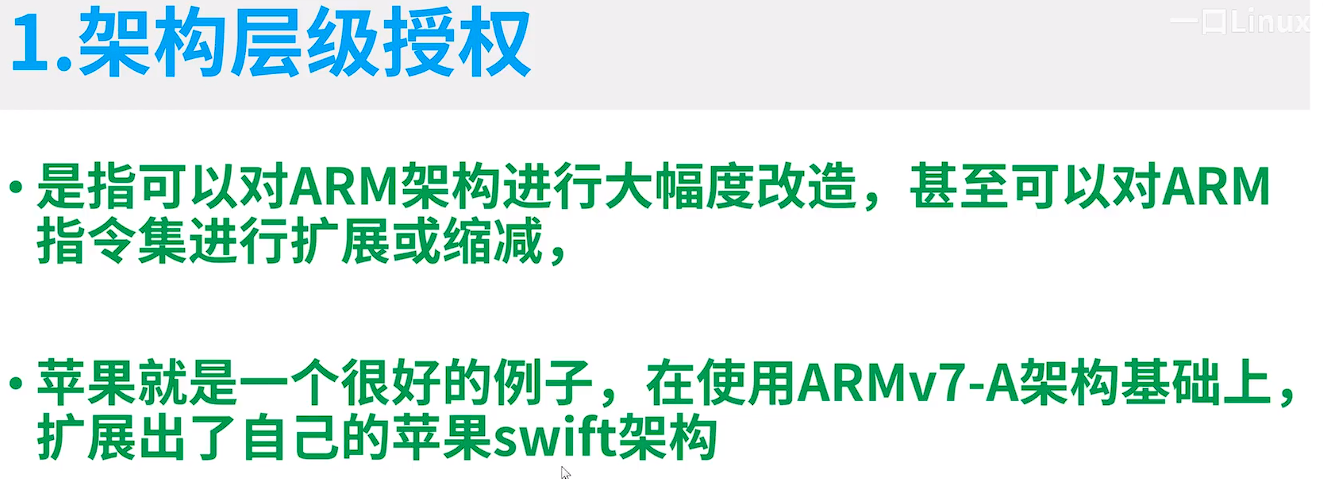 1.架构层级授权
一口Linux
• 是指可以对ARM架构进行大幅度改造，甚至可以对ARM
指令集进行扩展或缩减，
• 苹果就是一个很好的例子，在使用ARMv7-A架构基础上，
扩展出了自己的苹果swift架构